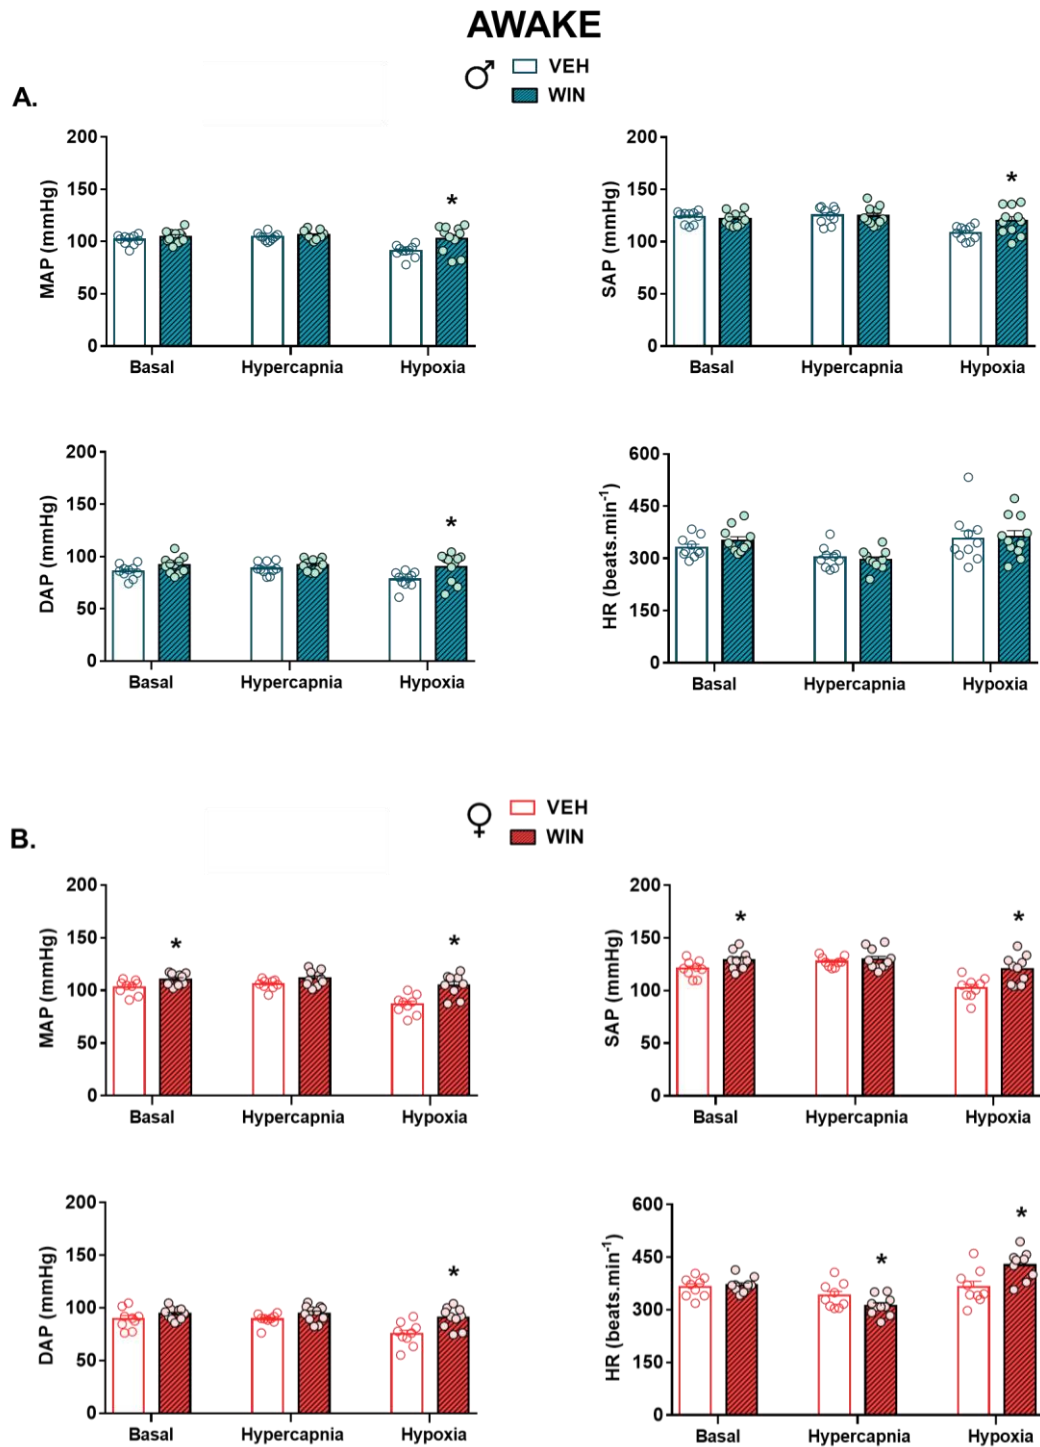 AWAKE
♂ VEH
WIN
A.
MAP (mmHg)
200
150
100
50
0
Basal Hypercapnia Hypoxia
*
SAP (mmHg)
200
150
100
50
0
Basal Hypercapnia Hypoxia
*
DAP (mmHg)
200
150
100
50
0
Basal Hypercapnia Hypoxia
*
HR (beats.min⁻¹)
600
450
300
150
0
Basal Hypercapnia Hypoxia
♀ VEH
WIN
B.
MAP (mmHg)
200
150
100
50
0
Basal Hypercapnia Hypoxia
* *
SAP (mmHg)
200
150
100
50
0
Basal Hypercapnia Hypoxia
* *
DAP (mmHg)
200
150
100
50
0
Basal Hypercapnia Hypoxia
*
HR (beats.min⁻¹)
600
450
300
150
0
Basal Hypercapnia Hypoxia
* *